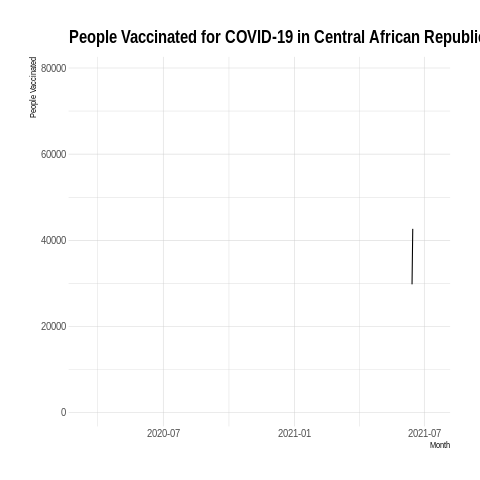 People Vaccinated for COVID-19 in Central African Republi
People Vaccinated
80000
60000
40000
20000
0
2020-07
2021-01
2021-07
Month